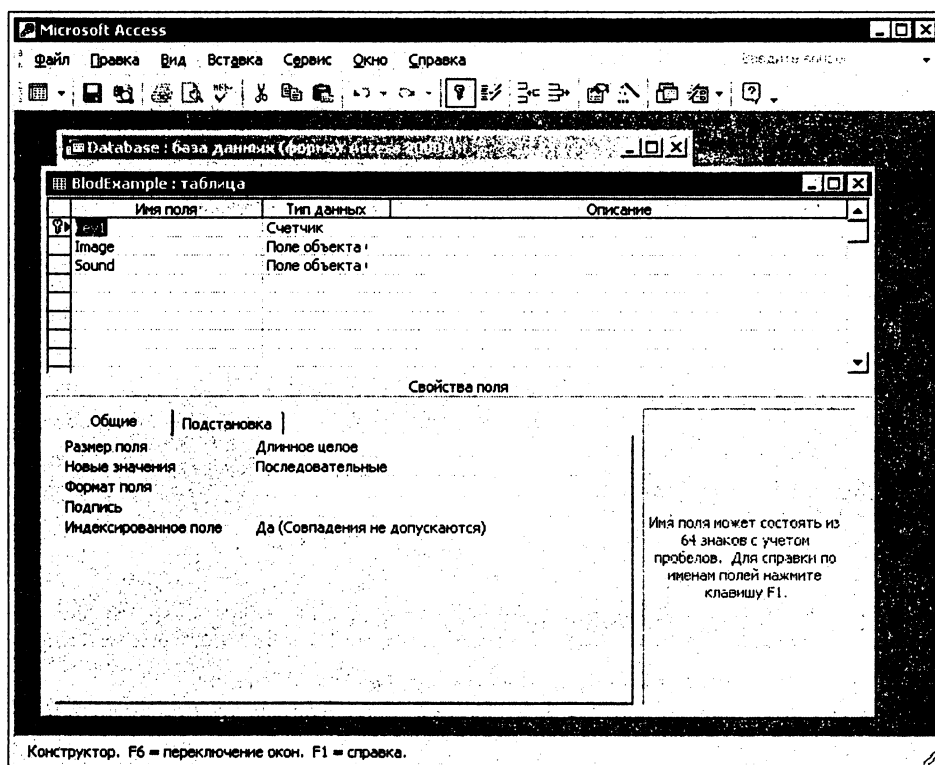 Microsoft Access
Файл Правка Вид Вставка Сервис Окно Справка
Database : база данных (формат Access 2000)
BlodExample : таблица
Имя поля Тип данных Описание
Счетчик
Image Поле объекта
Sound Поле объекта
Свойства поля
Общие Подстановка
Размер поля Длинное целое
Новые значения Последовательные
Формат поля
Подпись
Индексированное поле Да (Совпадения не допускаются)
Имя поля может состоять из
64 знаков с учетом
пробелов. Для справки по
именам полей нажмите
клавишу F1.
Конструктор. F6 = переключение окон. F1 = справка.